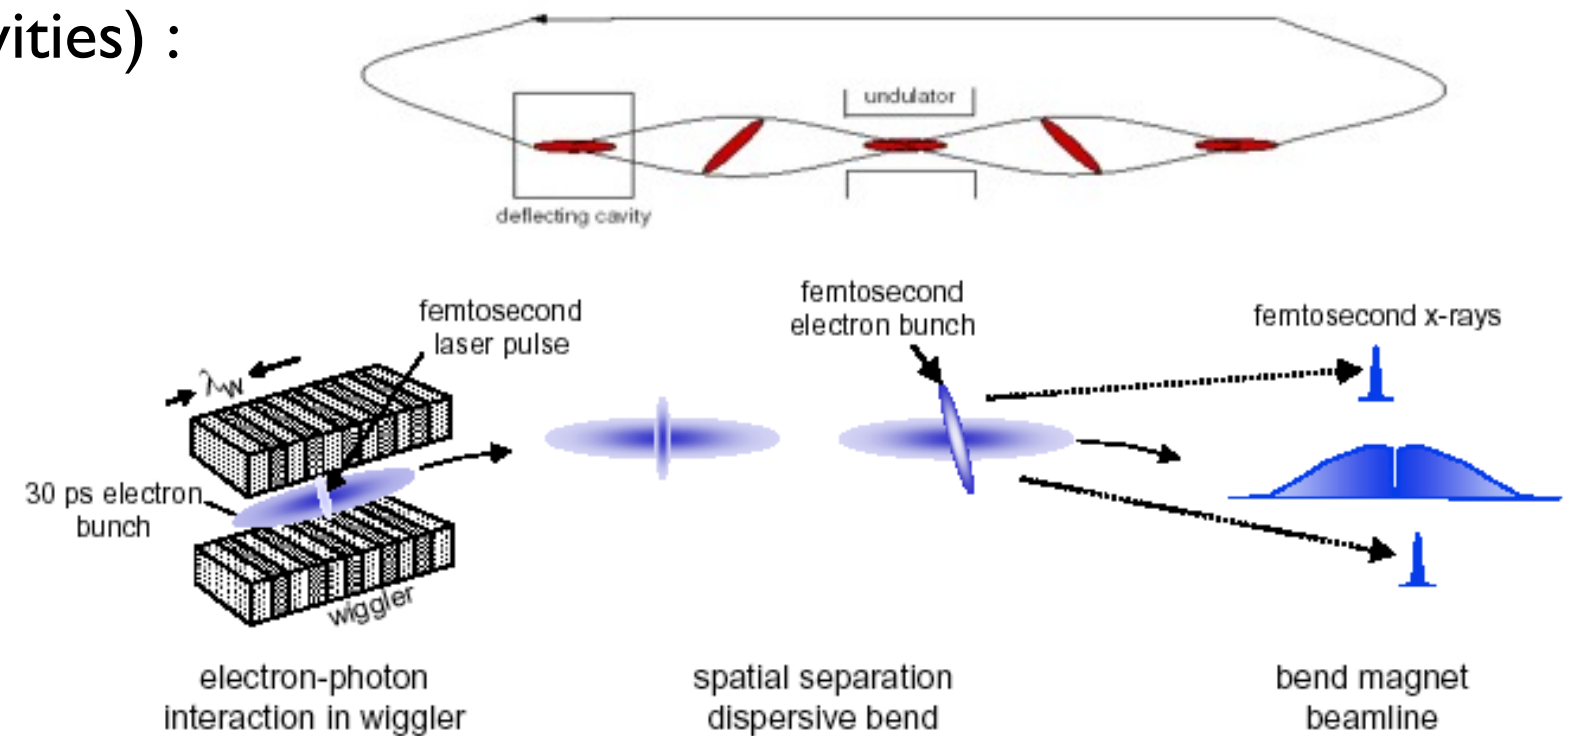 vities) :
undulator
deflecting cavity
femtosecond
laser pulse
femtosecond
electron bunch
femtosecond x-rays
λw
30 ps electron
bunch
wiggler
electron-photon
interaction in wiggler
spatial separation
dispersive bend
bend magnet
beamline